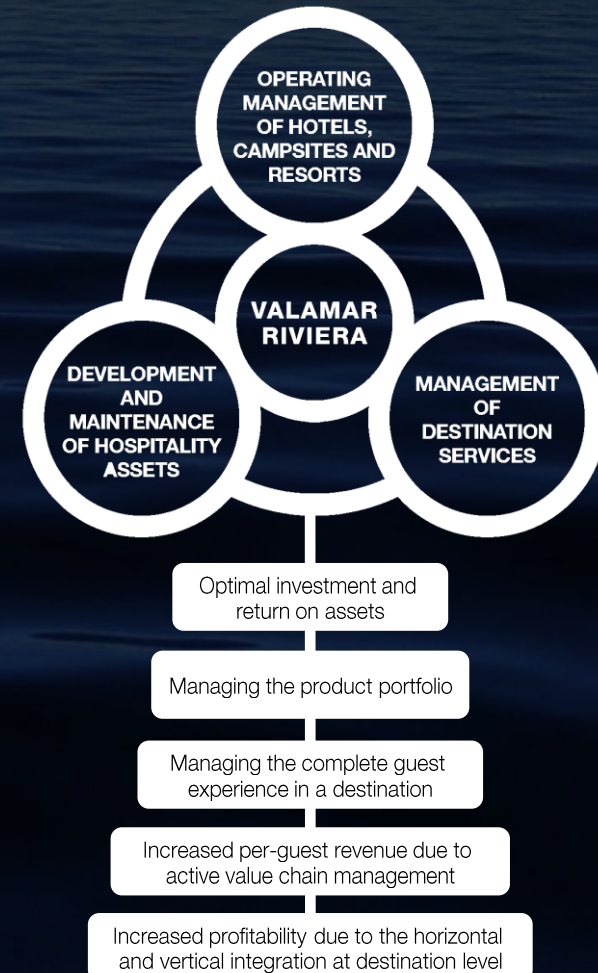 OPERATING
MANAGEMENT
OF HOTELS,
CAMPSITES AND
RESORTS
VALAMAR
RIVIERA
DEVELOPMENT
AND
MAINTENANCE
OF HOSPITALITY
ASSETS
MANAGEMENT
OF
DESTINATION
SERVICES
Optimal investment and
return on assets
Managing the product portfolio
Managing the complete guest
experience in a destination
Increased per-guest revenue due to
active value chain management
Increased profitability due to the horizontal
and vertical integration at destination level